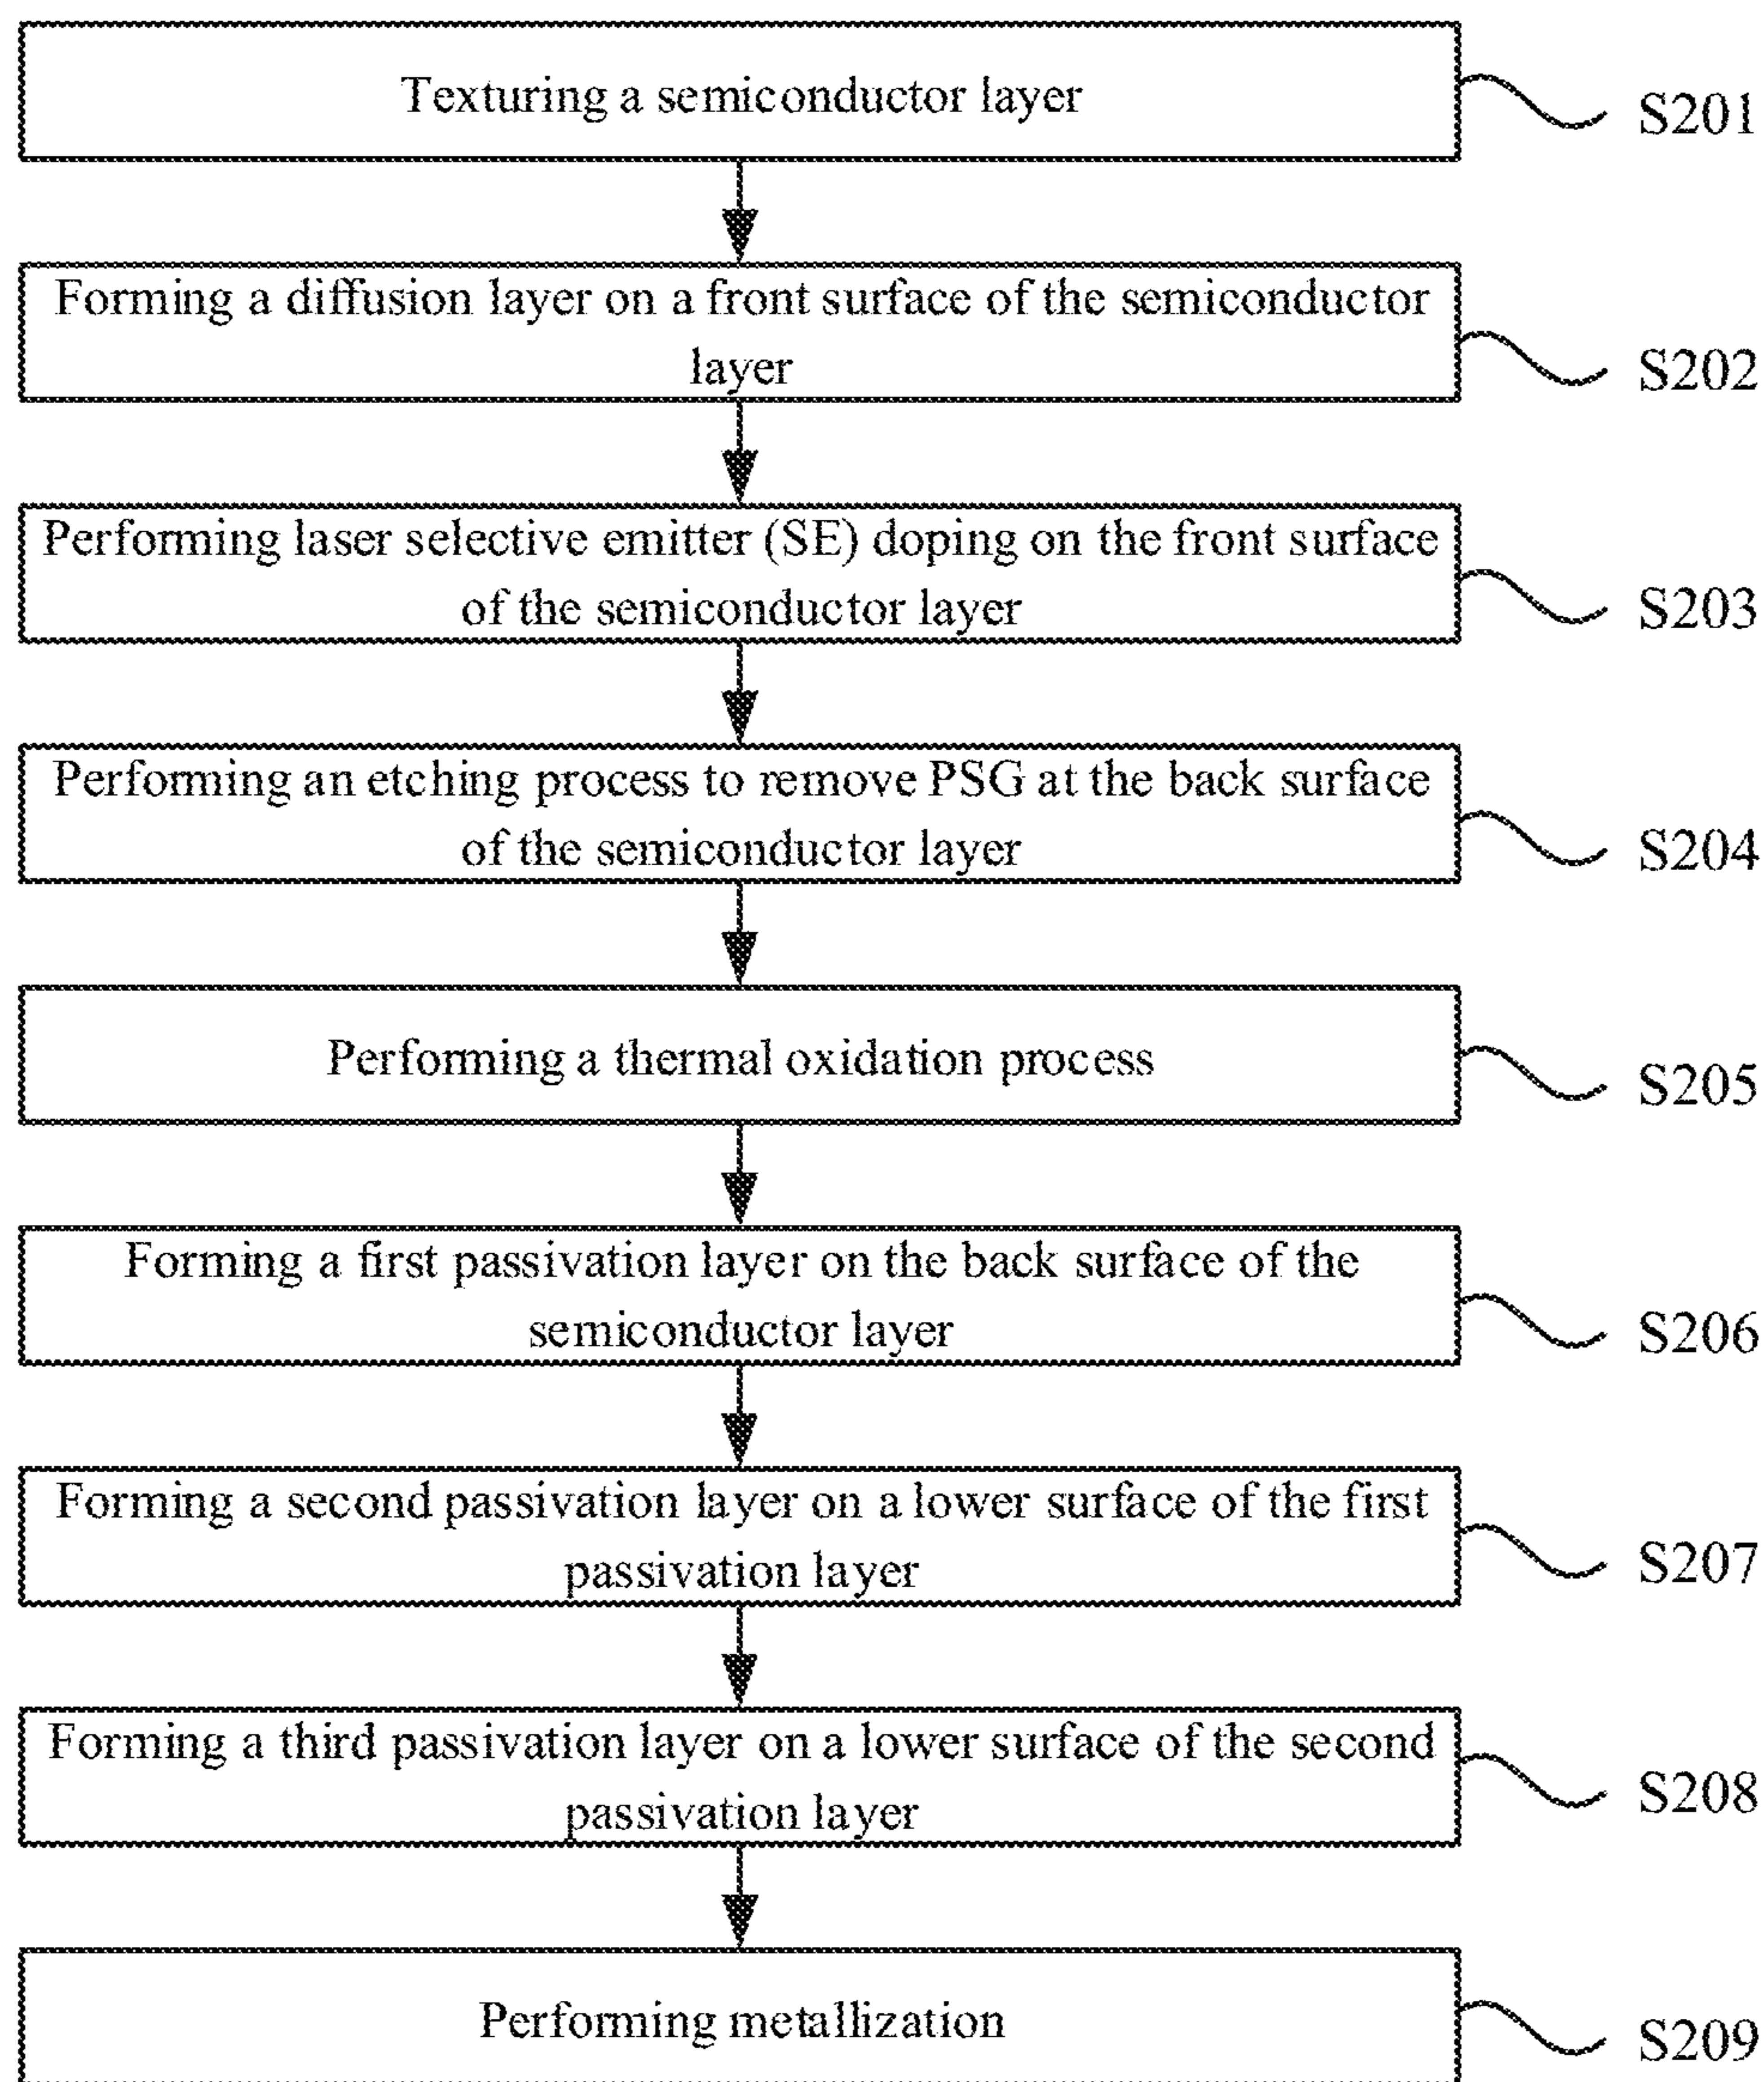 Texturing a semiconductor layer
S201
Forming a diffusion layer on a front surface of the semiconductor
layer
S202
Performing laser selective emitter (SE) doping on the front surface
of the semiconductor layer
S203
Performing an etching process to remove PSG at the back surface
of the semiconductor layer
S204
Performing a thermal oxidation process
S205
Forming a first passivation layer on the back surface of the
semiconductor layer
S206
Forming a second passivation layer on a lower surface of the first
passivation layer
S207
Forming a third passivation layer on a lower surface of the second
passivation layer
S208
Performing metallization
S209